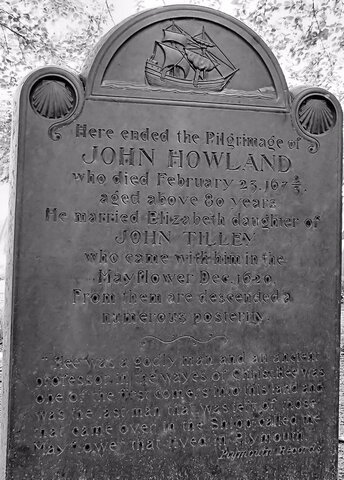 Here ended the Pilgrimage of
JOHN HOWLAND
who died February 23, 167 2/3.
aged above 80 years
He married Elizabeth daughter of
JOHN TILLEY
who came with him in the
Mayflower Dec. 1620.
From them are descended a
numerous posterity.
"Hee was a godly man and an ancient
professor in the wayes of Christ. Hee was
one of the first comers into this land and
was the last man that was left of those
that came over in the Shipp called the
Mayflower that lived in Plymouth.
Plymouth Records